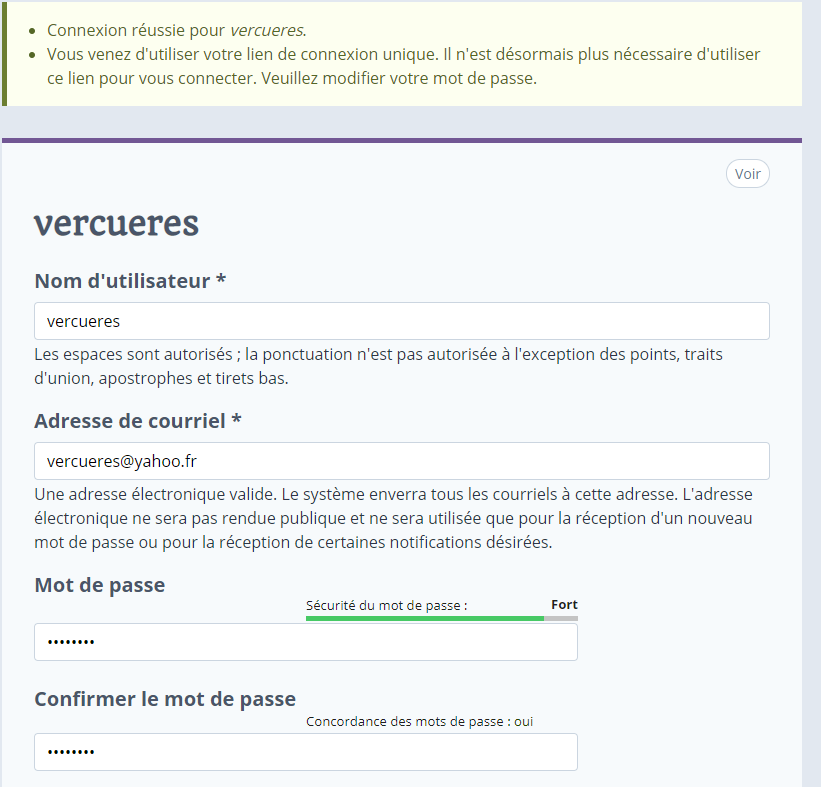 Connexion réussie pour vercueres.
Vous venez d'utiliser votre lien de connexion unique. Il n'est désormais plus nécessaire d'utiliser
ce lien pour vous connecter. Veuillez modifier votre mot de passe.
Voir
vercueres
Nom d'utilisateur *
vercueres
Les espaces sont autorisés ; la ponctuation n'est pas autorisée à l'exception des points, traits
d'union, apostrophes et tirets bas.
Adresse de courriel *
vercueres@yahoo.fr
Une adresse électronique valide. Le système enverra tous les courriels à cette adresse. L'adresse
électronique ne sera pas rendue publique et ne sera utilisée que pour la réception d'un nouveau
mot de passe ou pour la réception de certaines notifications désirées.
Mot de passe
Sécurité du mot de passe : Fort
••••••••
Confirmer le mot de passe
Concordance des mots de passe : oui
••••••••